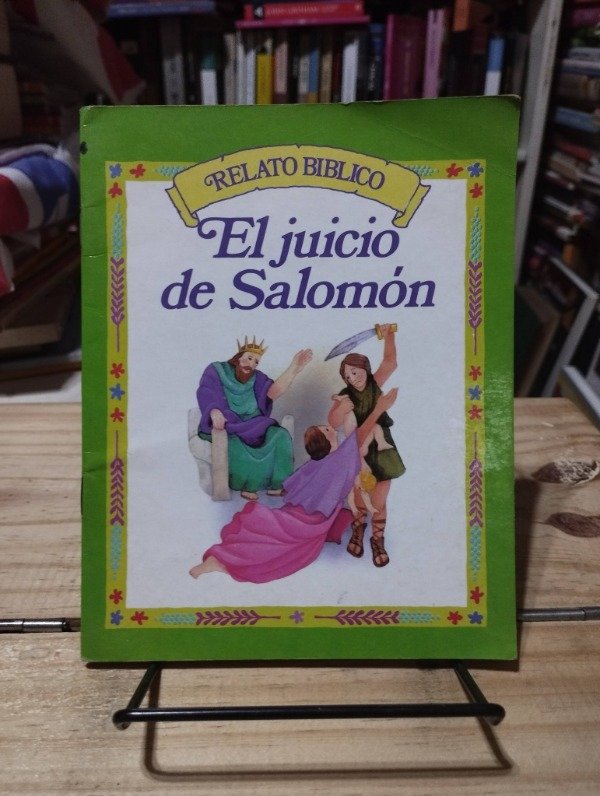 RELATO BIBLICO
El juicio
de Salomón